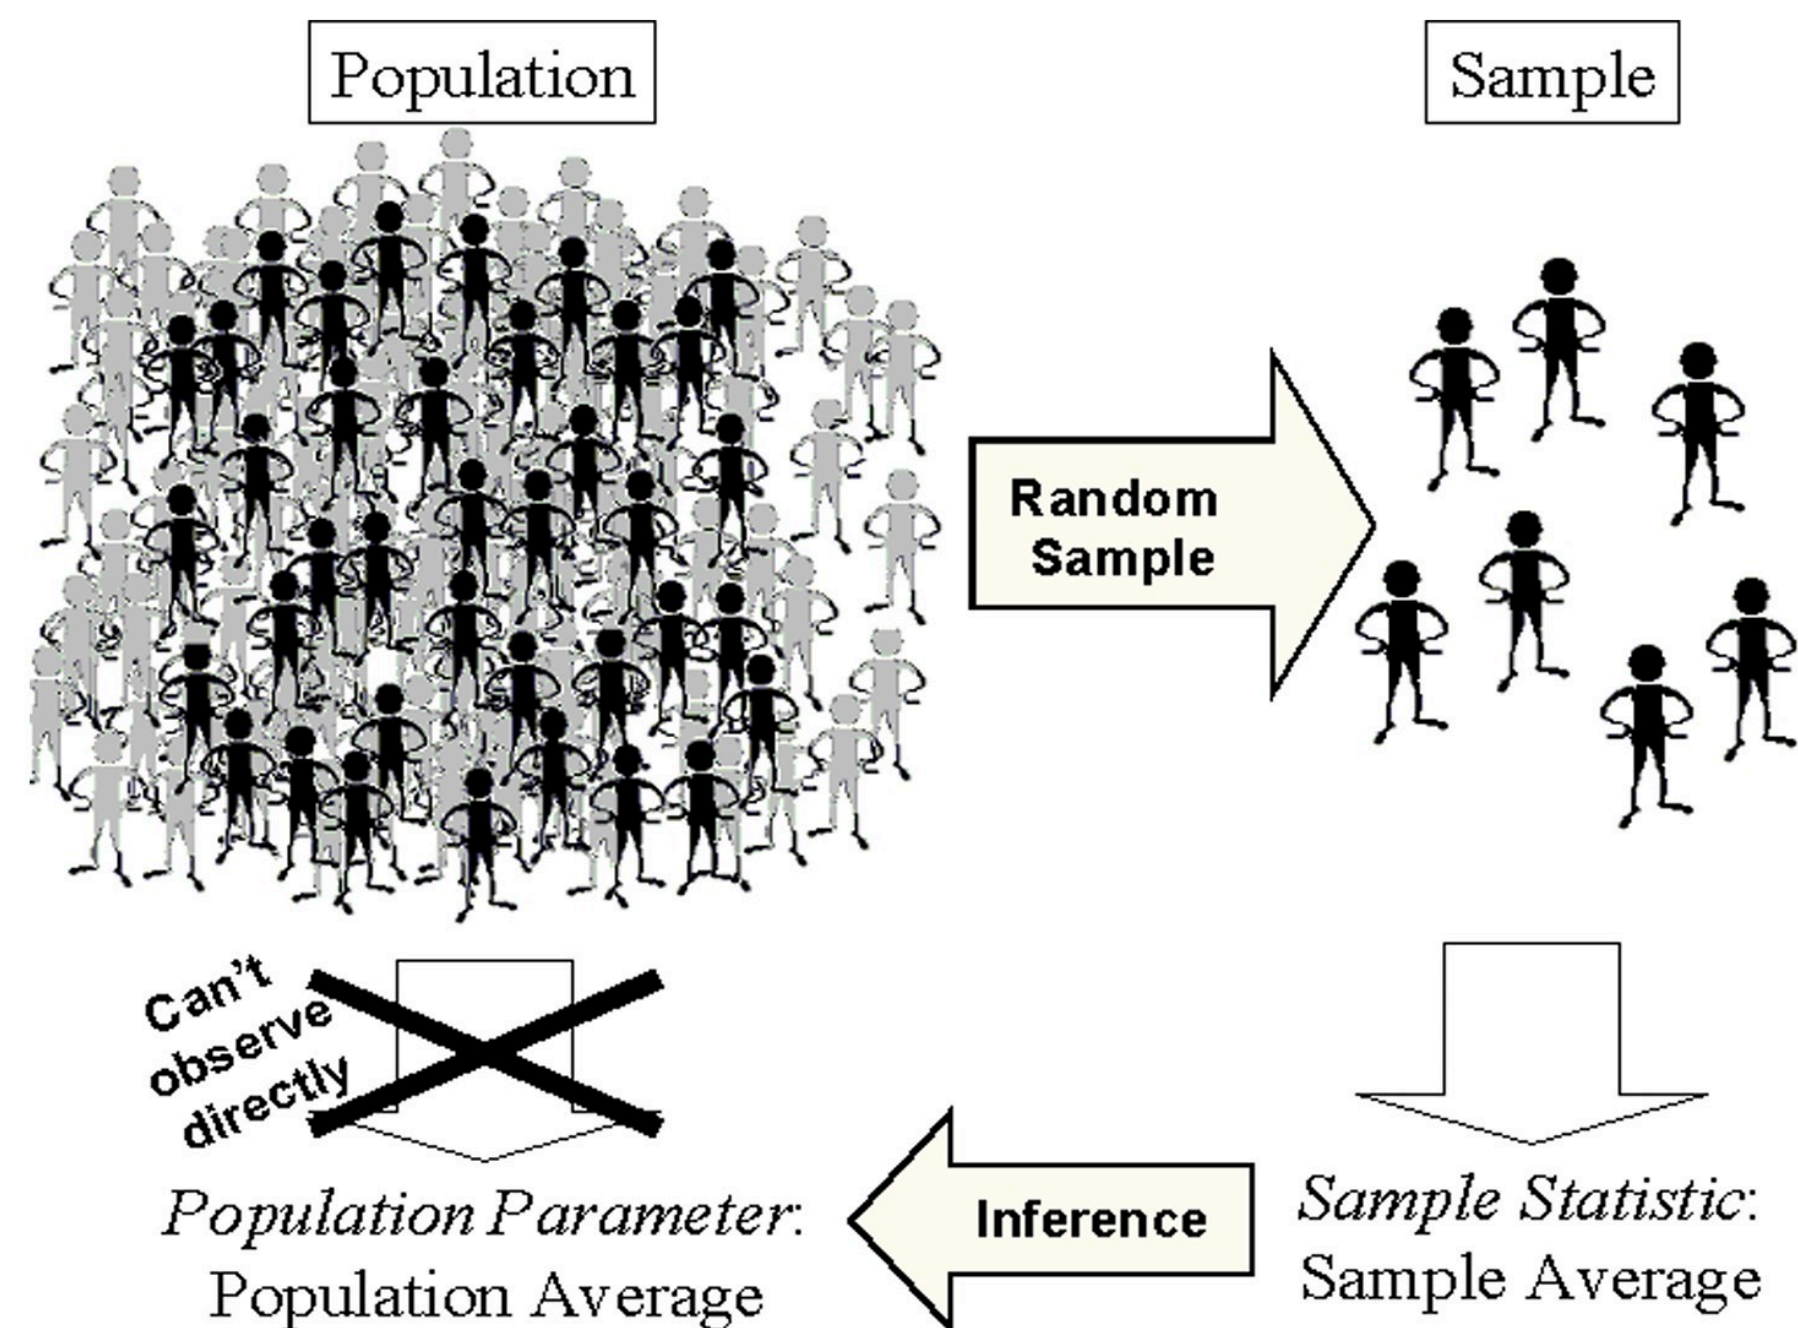 Population
Sample
Random
Sample
Can't
observe
directly
Population Parameter:
Population Average
Inference
Sample Statistic:
Sample Average